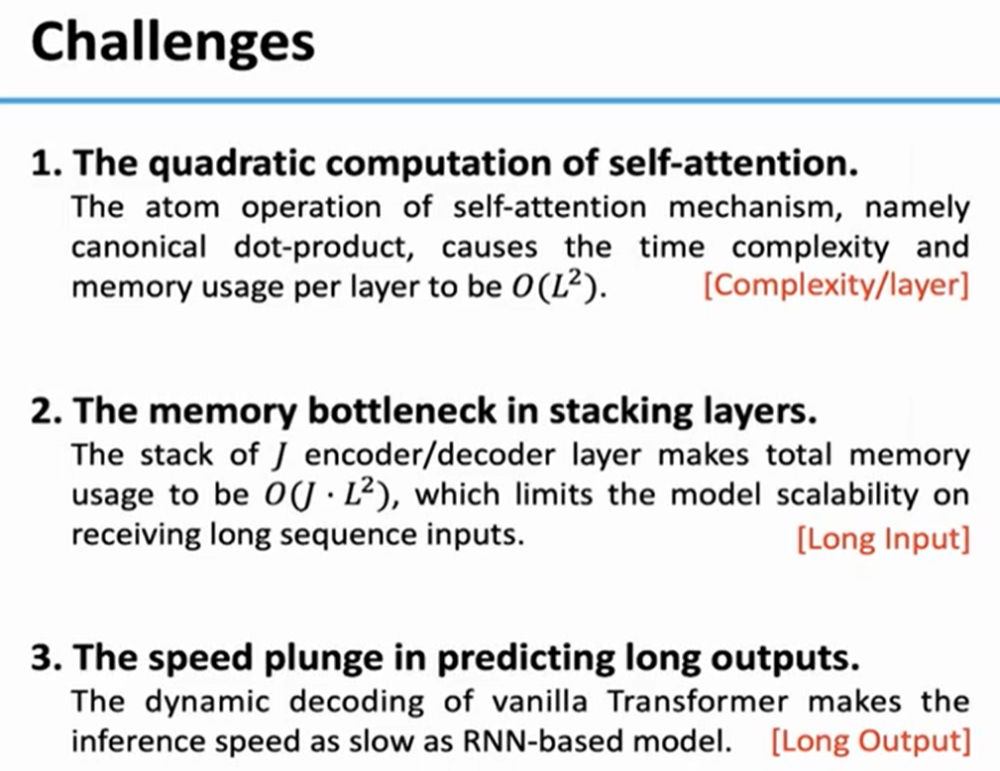 Challenges
1. The quadratic computation of self-attention.
The atom operation of self-attention mechanism, namely
canonical dot-product, causes the time complexity and
memory usage per layer to be O(L²). [Complexity/layer]
2. The memory bottleneck in stacking layers.
The stack of J encoder/decoder layer makes total memory
usage to be O(J · L²), which limits the model scalability on
receiving long sequence inputs. [Long Input]
3. The speed plunge in predicting long outputs.
The dynamic decoding of vanilla Transformer makes the
inference speed as slow as RNN-based model. [Long Output]